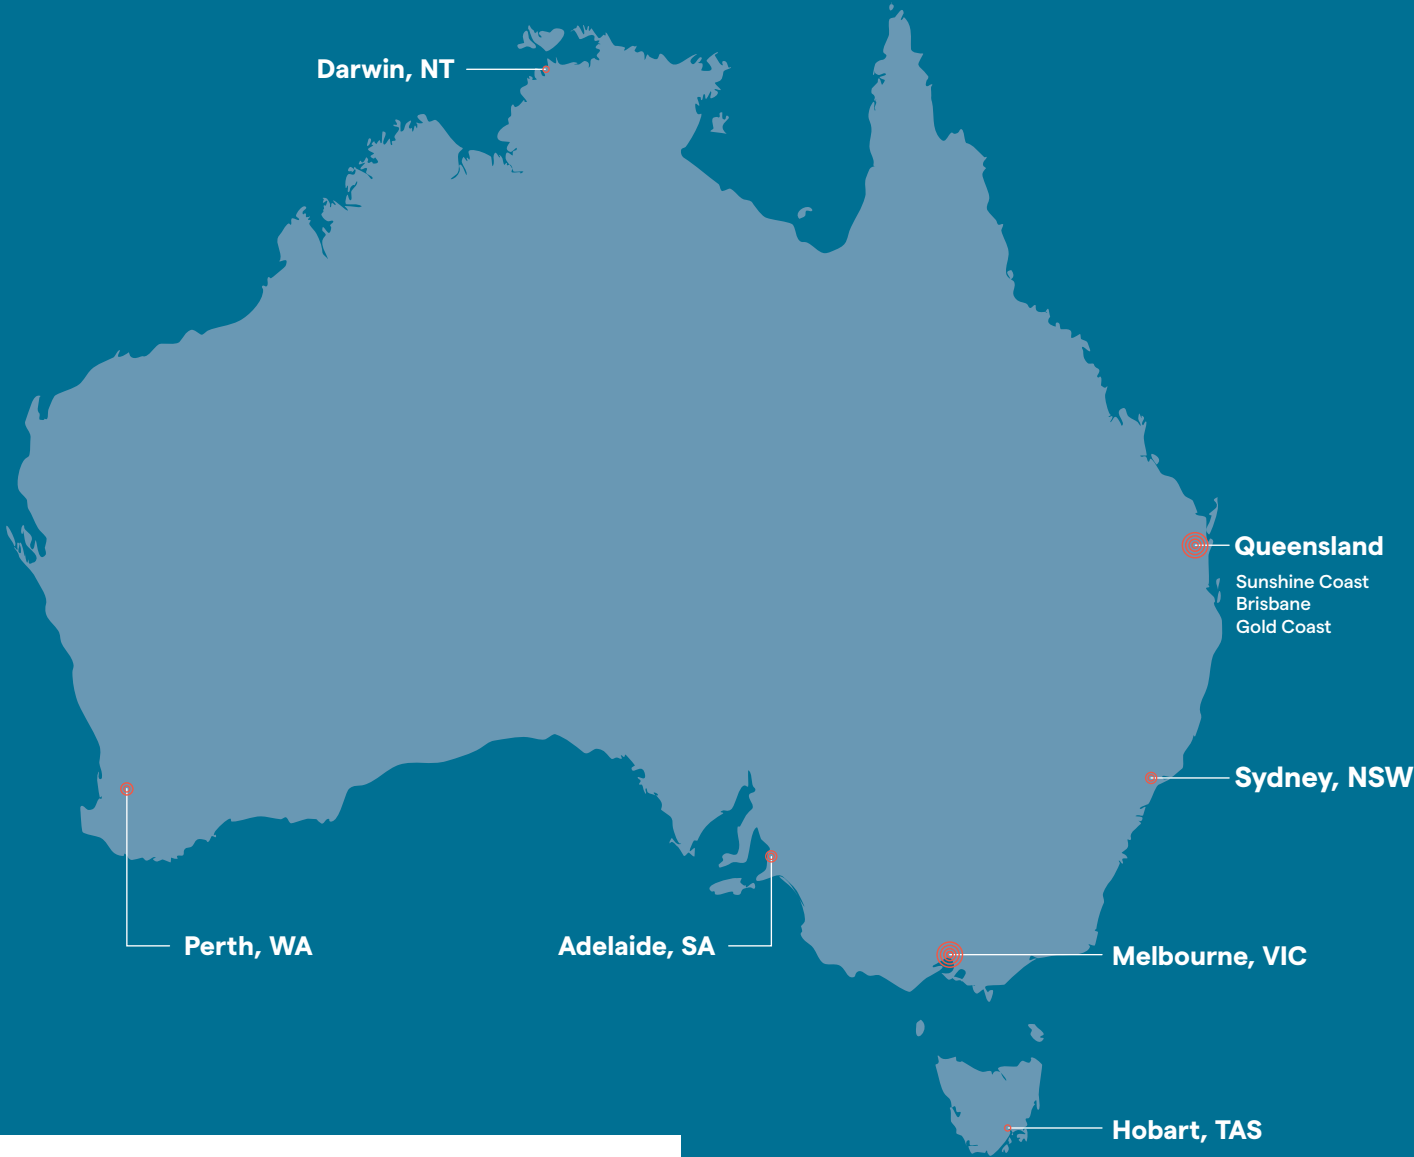 Darwin, NT
Queensland
Sunshine Coast
Brisbane
Gold Coast
Sydney, NSW
Perth, WA
Adelaide, SA
Melbourne, VIC
Hobart, TAS